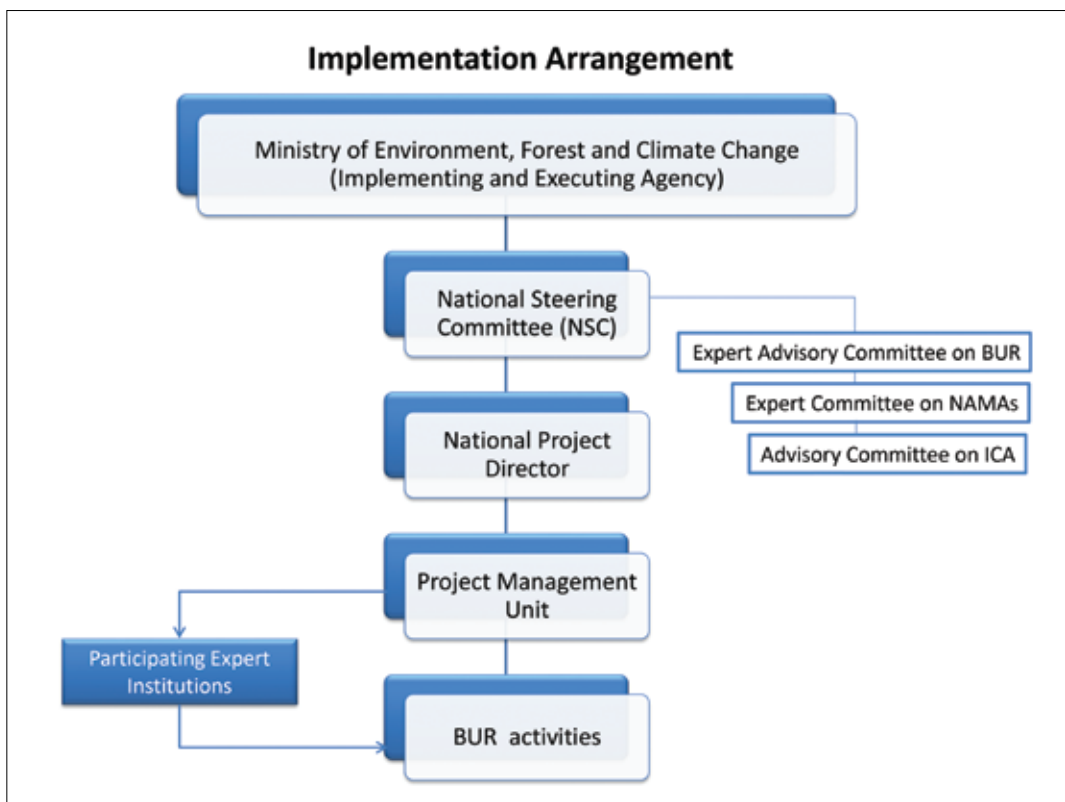 Implementation Arrangement
Ministry of Environment, Forest and Climate Change
(Implementing and Executing Agency)
National Steering
Committee (NSC)
Expert Advisory Committee on BUR
Expert Committee on NAMAs
Advisory Committee on ICA
National Project
Director
Project Management
Unit
Participating Expert
Institutions
BUR activities